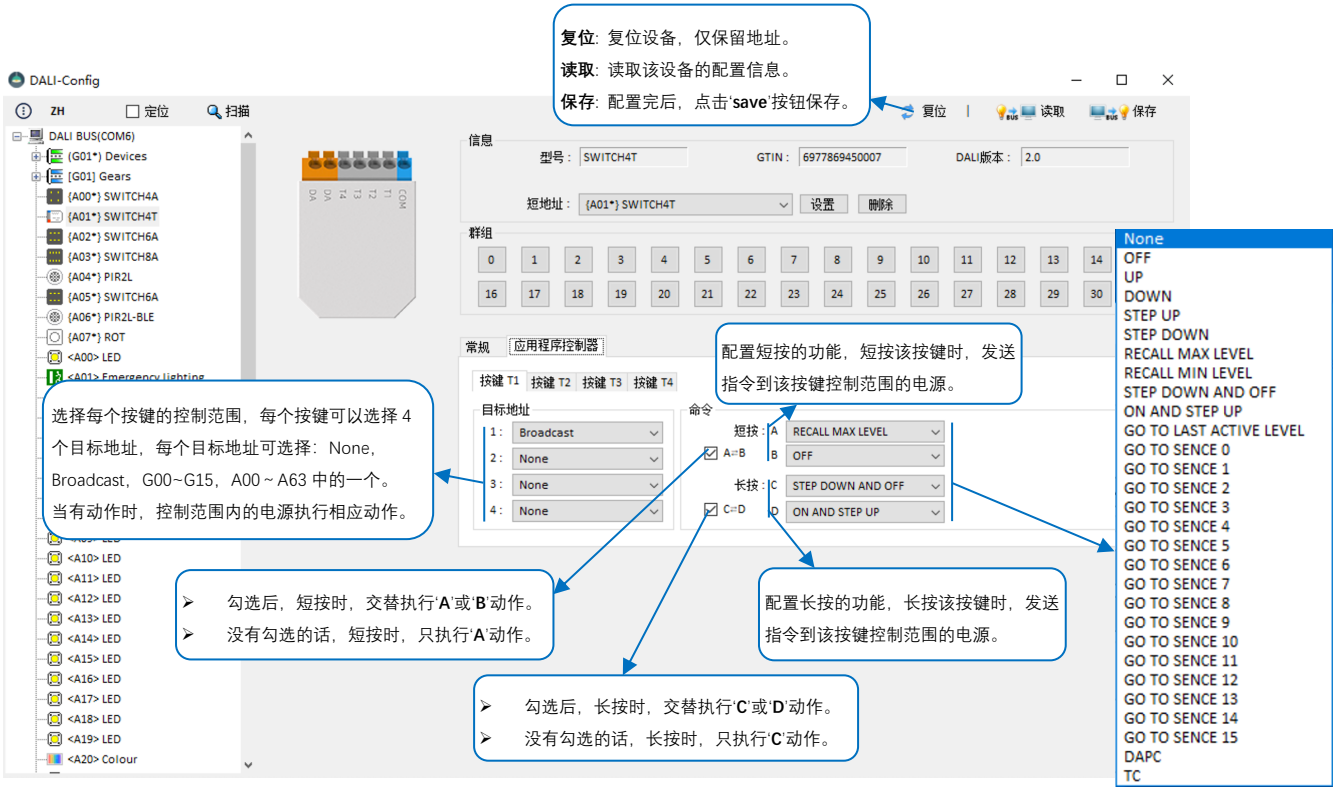 复位: 复位设备，仅保留地址。
读取: 读取该设备的配置信息。
保存: 配置完后，点击‘save’按钮保存。
DALI-Config
ZH 定位 扫描
复位 | 读取 保存
DALI BUS(COM6)
{G01*} Devices
[G01] Gears
{A00*} SWITCH4A
{A01*} SWITCH4T
{A02*} SWITCH6A
{A03*} SWITCH8A
{A04*} PIR2L
{A05*} SWITCH6A
{A06*} PIR2L-BLE
{A07*} ROT
<A00> LED
<A01> Emergency lighting
<A10> LED
<A11> LED
<A12> LED
<A13> LED
<A14> LED
<A15> LED
<A16> LED
<A17> LED
<A18> LED
<A19> LED
<A20> Colour
DA DA T4 T3 T2 T1 COM
信息
型号： SWITCH4T GTIN： 6977869450007 DALI版本： 2.0
短地址： {A01*} SWITCH4T 设置 删除
群组
0 1 2 3 4 5 6 7 8 9 10 11 12 13 14
16 17 18 19 20 21 22 23 24 25 26 27 28 29 30
常规 应用程序控制器
按键 T1 按键 T2 按键 T3 按键 T4
目标地址
1： Broadcast
2： None
3： None
4： None
命令
短按： A RECALL MAX LEVEL
A⇄B B OFF
长按： C STEP DOWN AND OFF
C⇄D D ON AND STEP UP
配置短按的功能，短按该按键时，发送
指令到该按键控制范围的电源。
选择每个按键的控制范围，每个按键可以选择 4
个目标地址，每个目标地址可选择：None，
Broadcast，G00~G15，A00 ~ A63 中的一个。
当有动作时，控制范围内的电源执行相应动作。
➢ 勾选后，短按时，交替执行‘A’或‘B’动作。
➢ 没有勾选的话，短按时，只执行‘A’动作。
配置长按的功能，长按该按键时，发送
指令到该按键控制范围的电源。
➢ 勾选后，长按时，交替执行‘C’或‘D’动作。
➢ 没有勾选的话，长按时，只执行‘C’动作。
None
OFF
UP
DOWN
STEP UP
STEP DOWN
RECALL MAX LEVEL
RECALL MIN LEVEL
STEP DOWN AND OFF
ON AND STEP UP
GO TO LAST ACTIVE LEVEL
GO TO SENCE 0
GO TO SENCE 1
GO TO SENCE 2
GO TO SENCE 3
GO TO SENCE 4
GO TO SENCE 5
GO TO SENCE 6
GO TO SENCE 7
GO TO SENCE 8
GO TO SENCE 9
GO TO SENCE 10
GO TO SENCE 11
GO TO SENCE 12
GO TO SENCE 13
GO TO SENCE 14
GO TO SENCE 15
DAPC
TC